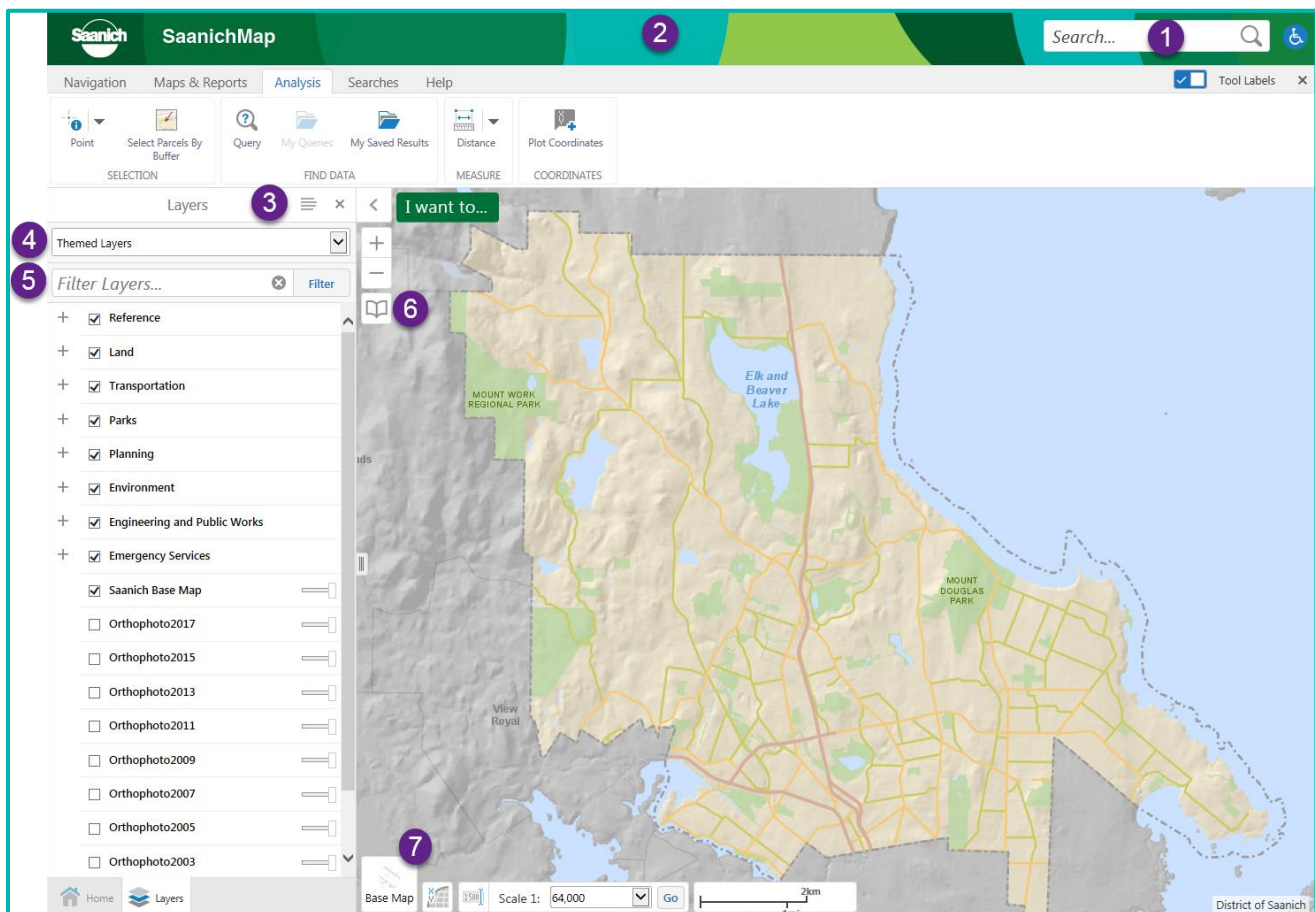 Saanich
SaanichMap
2
Search...
1
Navigation
Maps & Reports
Analysis
Searches
Help
Tool Labels
Point
Select Parcels By
Buffer
Query
My Queries
My Saved Results
Distance
Plot Coordinates
SELECTION
FIND DATA
MEASURE
COORDINATES
Layers
3
I want to...
4
Themed Layers
5
Filter Layers...
Filter
6
Reference
Land
Transportation
Parks
Planning
Environment
Engineering and Public Works
Emergency Services
Saanich Base Map
Orthophoto2017
Orthophoto2015
Orthophoto2013
Orthophoto2011
Orthophoto2009
Orthophoto2007
Orthophoto2005
Orthophoto2003
Elk and
Beaver
Lake
MOUNT WORK
REGIONAL PARK
nds
MOUNT
DOUGLAS
PARK
View
Royal
7
Home
Layers
Base Map
Scale 1:
64,000
Go
2km
District of Saanich